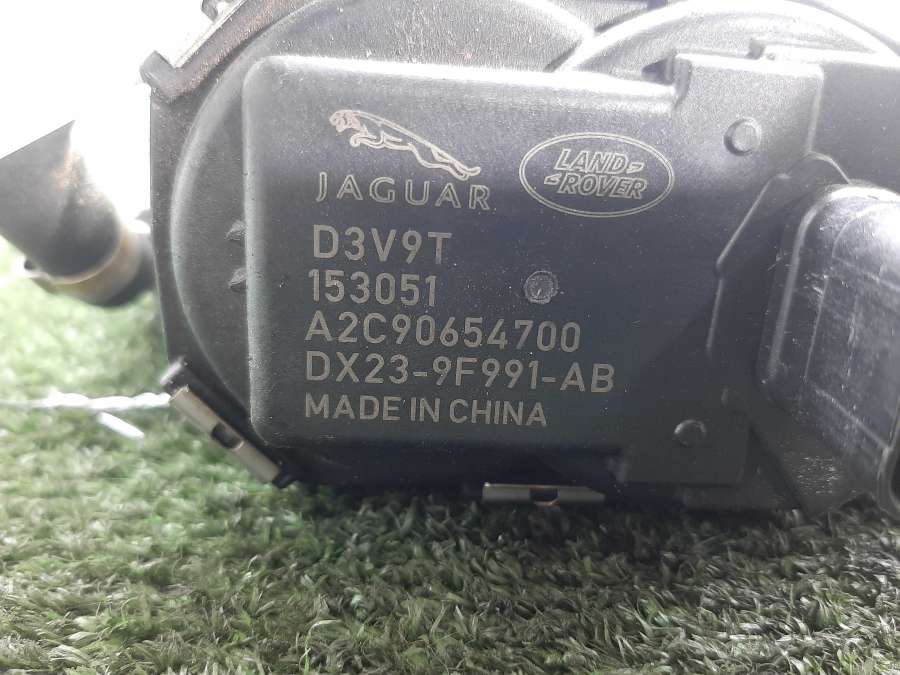 JAGUAR
LAND-
-ROVER
D3V9T
153051
A2C90654700
DX23-9F991-AB
MADE IN CHINA